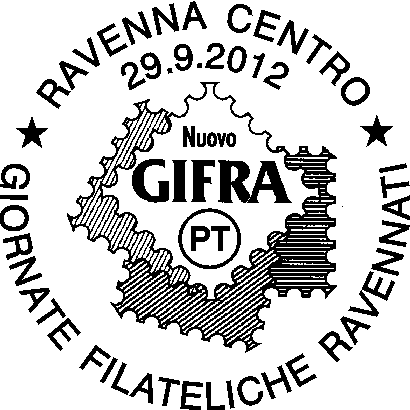 RAVENNA CENTRO
29.9.2012
Nuovo
GIFRA
PT
GIORNATE FILATELICHE RAVENNATI